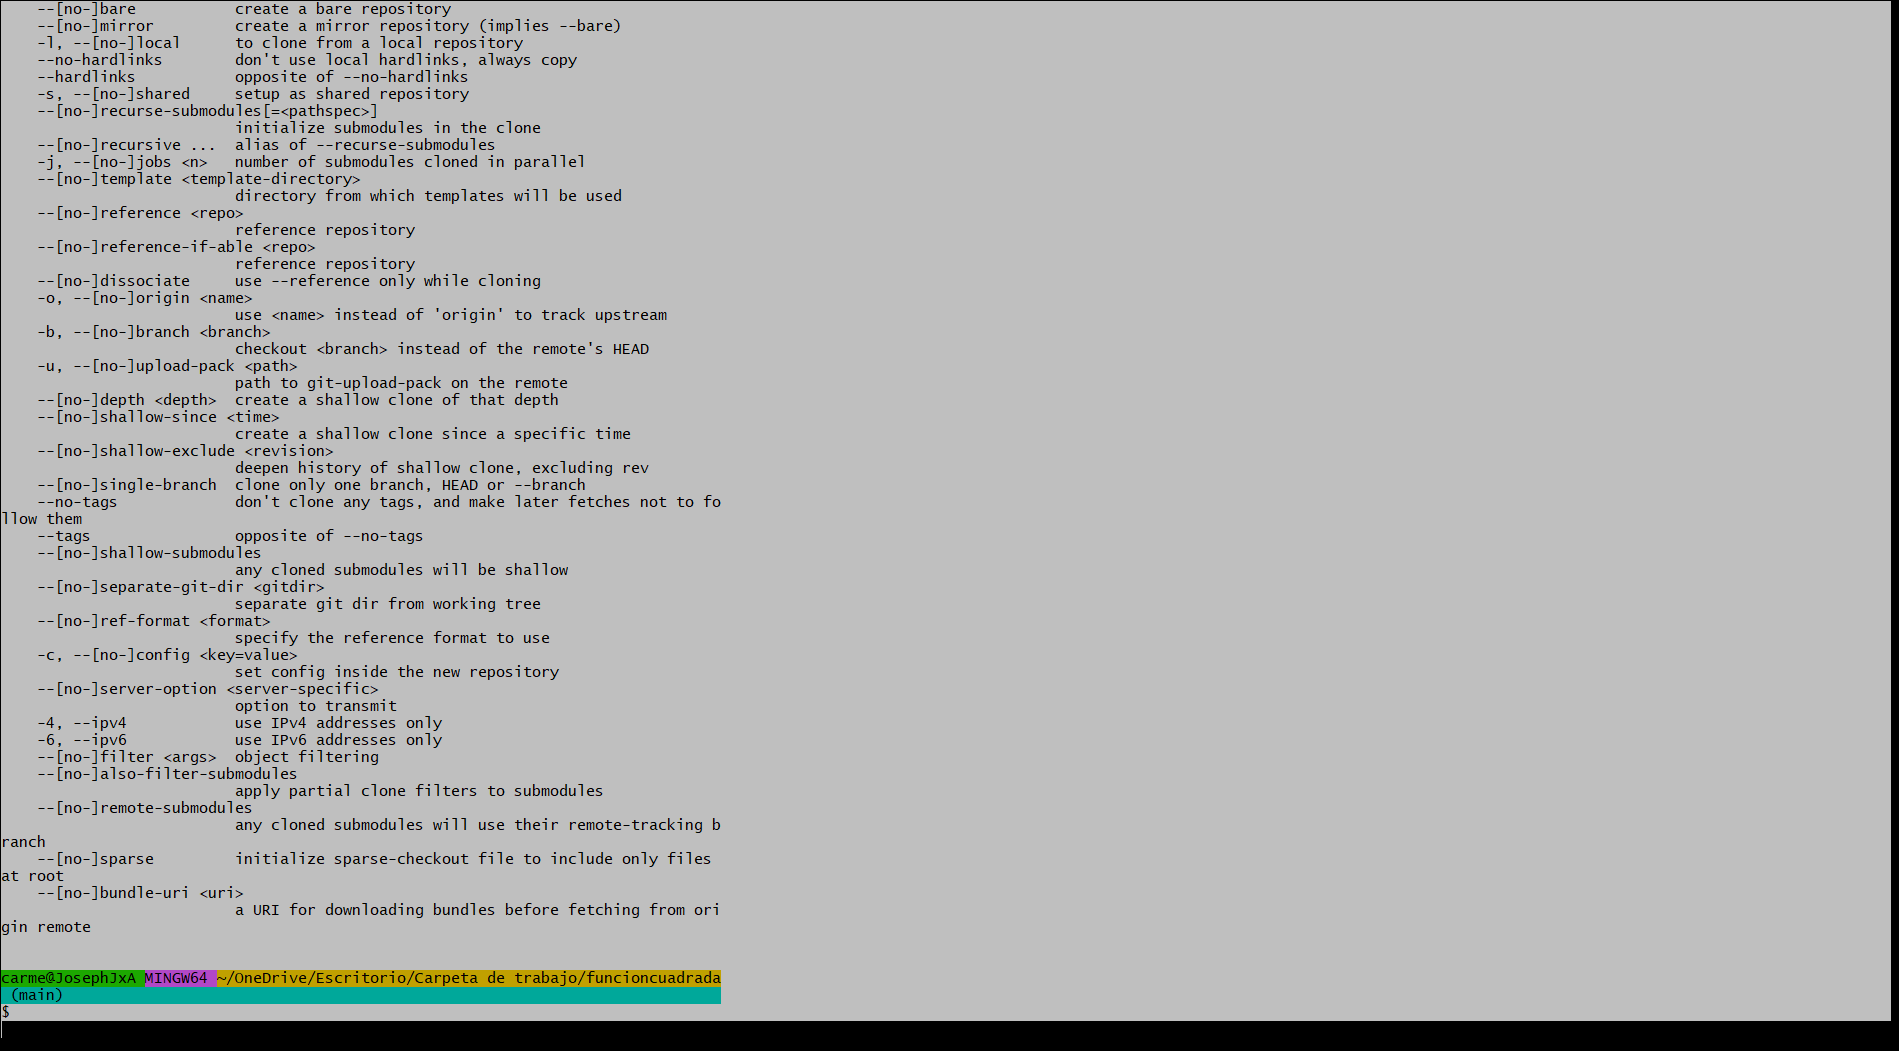 --[no-]bare           create a bare repository
    --[no-]mirror         create a mirror repository (implies --bare)
    -l, --[no-]local      to clone from a local repository
    --no-hardlinks        don't use local hardlinks, always copy
    --hardlinks           opposite of --no-hardlinks
    -s, --[no-]shared     setup as shared repository
    --[no-]recurse-submodules[=<pathspec>]
                          initialize submodules in the clone
    --[no-]recursive ...  alias of --recurse-submodules
    -j, --[no-]jobs <n>   number of submodules cloned in parallel
    --[no-]template <template-directory>
                          directory from which templates will be used
    --[no-]reference <repo>
                          reference repository
    --[no-]reference-if-able <repo>
                          reference repository
    --[no-]dissociate     use --reference only while cloning
    -o, --[no-]origin <name>
                          use <name> instead of 'origin' to track upstream
    -b, --[no-]branch <branch>
                          checkout <branch> instead of the remote's HEAD
    -u, --[no-]upload-pack <path>
                          path to git-upload-pack on the remote
    --[no-]depth <depth>  create a shallow clone of that depth
    --[no-]shallow-since <time>
                          create a shallow clone since a specific time
    --[no-]shallow-exclude <revision>
                          deepen history of shallow clone, excluding rev
    --[no-]single-branch  clone only one branch, HEAD or --branch
    --no-tags             don't clone any tags, and make later fetches not to fo
llow them
    --tags                opposite of --no-tags
    --[no-]shallow-submodules
                          any cloned submodules will be shallow
    --[no-]separate-git-dir <gitdir>
                          separate git dir from working tree
    --[no-]ref-format <format>
                          specify the reference format to use
    -c, --[no-]config <key=value>
                          set config inside the new repository
    --[no-]server-option <server-specific>
                          option to transmit
    -4, --ipv4            use IPv4 addresses only
    -6, --ipv6            use IPv6 addresses only
    --[no-]filter <args>  object filtering
    --[no-]also-filter-submodules
                          apply partial clone filters to submodules
    --[no-]remote-submodules
                          any cloned submodules will use their remote-tracking b
ranch
    --[no-]sparse         initialize sparse-checkout file to include only files
at root
    --[no-]bundle-uri <uri>
                          a URI for downloading bundles before fetching from ori
gin remote
carme@JosephJxA MINGW64 ~/OneDrive/Escritorio/Carpeta de trabajo/funcioncuadrada
 (main)
$